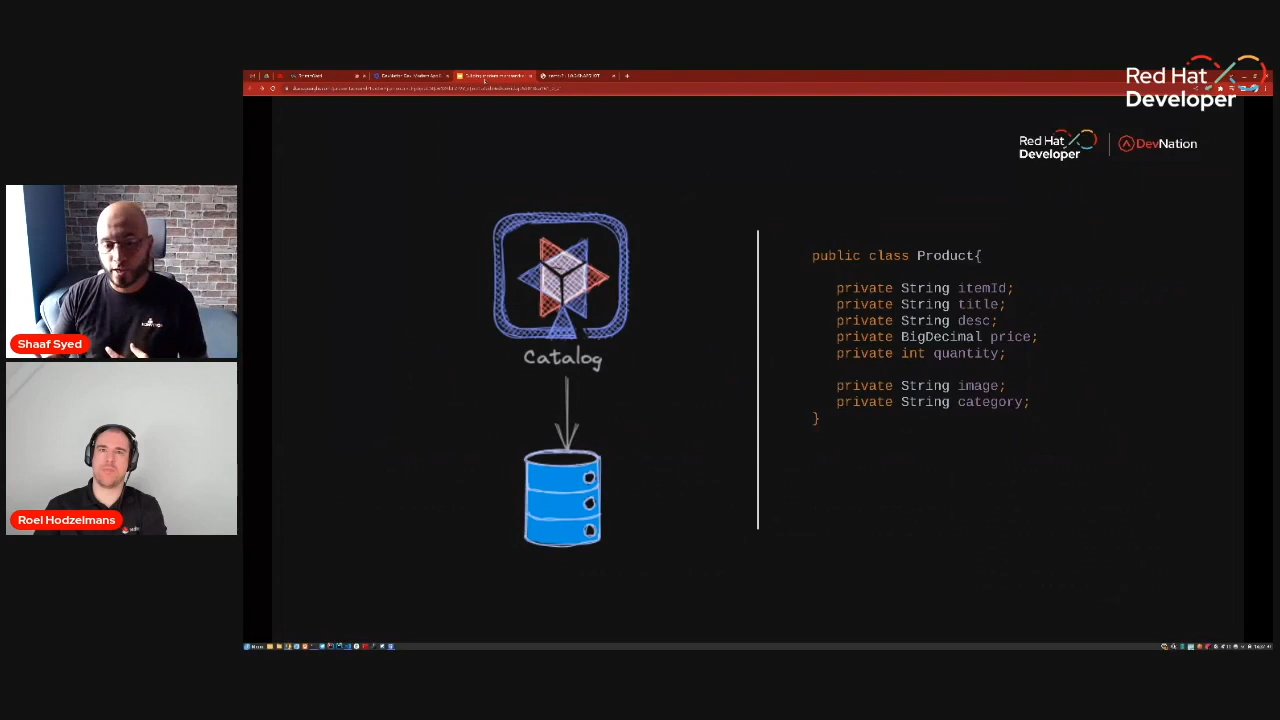 Red Hat
Developer
Red Hat
Developer
DevNation
Shaaf Syed
Roel Hodzelmans
Catalog
public class Product{
private String itemId;
private String title;
private String desc;
private BigDecimal price;
private int quantity;
private String image;
private String category;
}